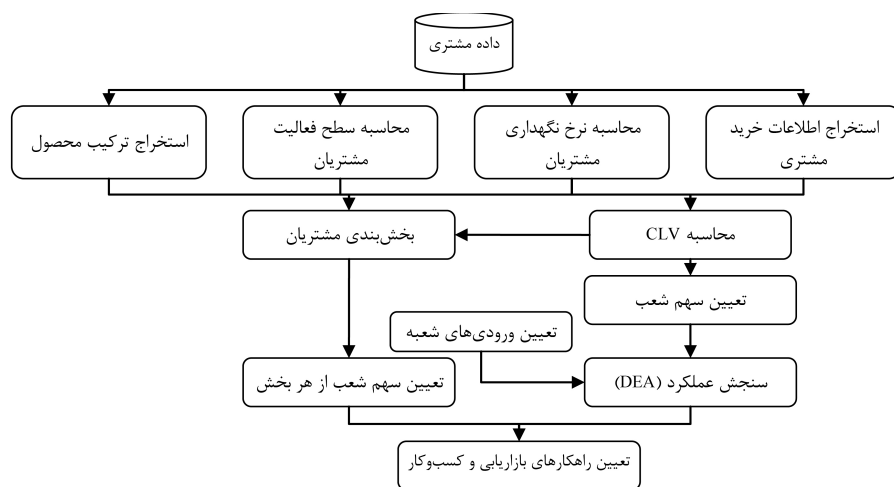 داده مشتری
استخراج اطلاعات خرید
مشتری
محاسبه نرخ نگهداری
مشتریان
محاسبه سطح فعالیت
مشتریان
استخراج ترکیب محصول
محاسبه CLV
بخش‌بندی مشتریان
تعیین سهم شعب
تعیین ورودی‌های شعبه
سنجش عملکرد (DEA)
تعیین سهم شعب از هر بخش
تعیین راهکارهای بازاریابی و کسب‌وکار